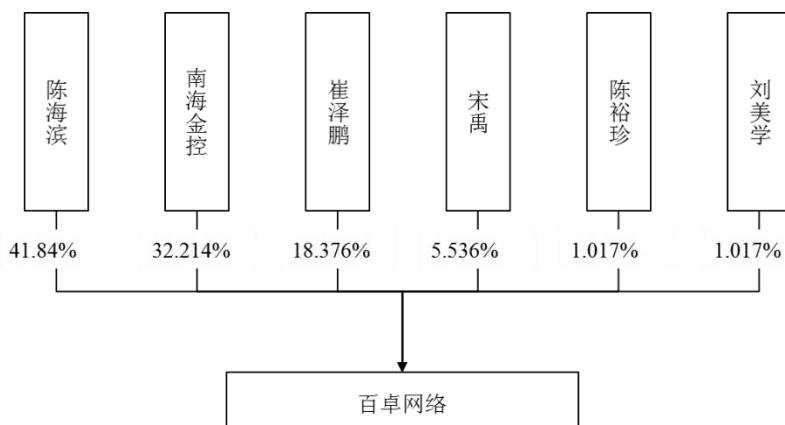 陈海滨
南海金控
崔泽鹏
宋禹
陈裕珍
刘美学
41.84%
32.214%
18.376%
5.536%
1.017%
1.017%
百卓网络